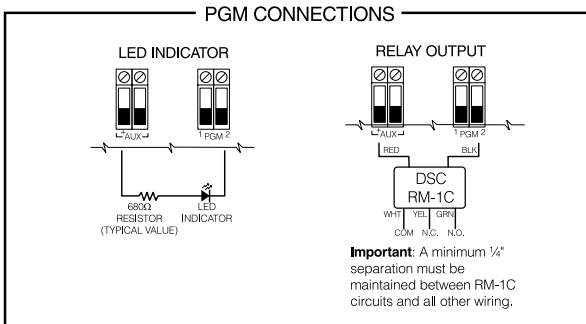 PGM CONNECTIONS
LED INDICATOR
+AUX-
1 PGM 2
680Ω
RESISTOR
(TYPICAL VALUE)
LED
INDICATOR
RELAY OUTPUT
+AUX-
1 PGM 2
RED
BLK
DSC
RM-1C
WHT YEL GRN
COM N.C. N.O.
Important: A minimum ¼"
separation must be
maintained between RM-1C
circuits and all other wiring.